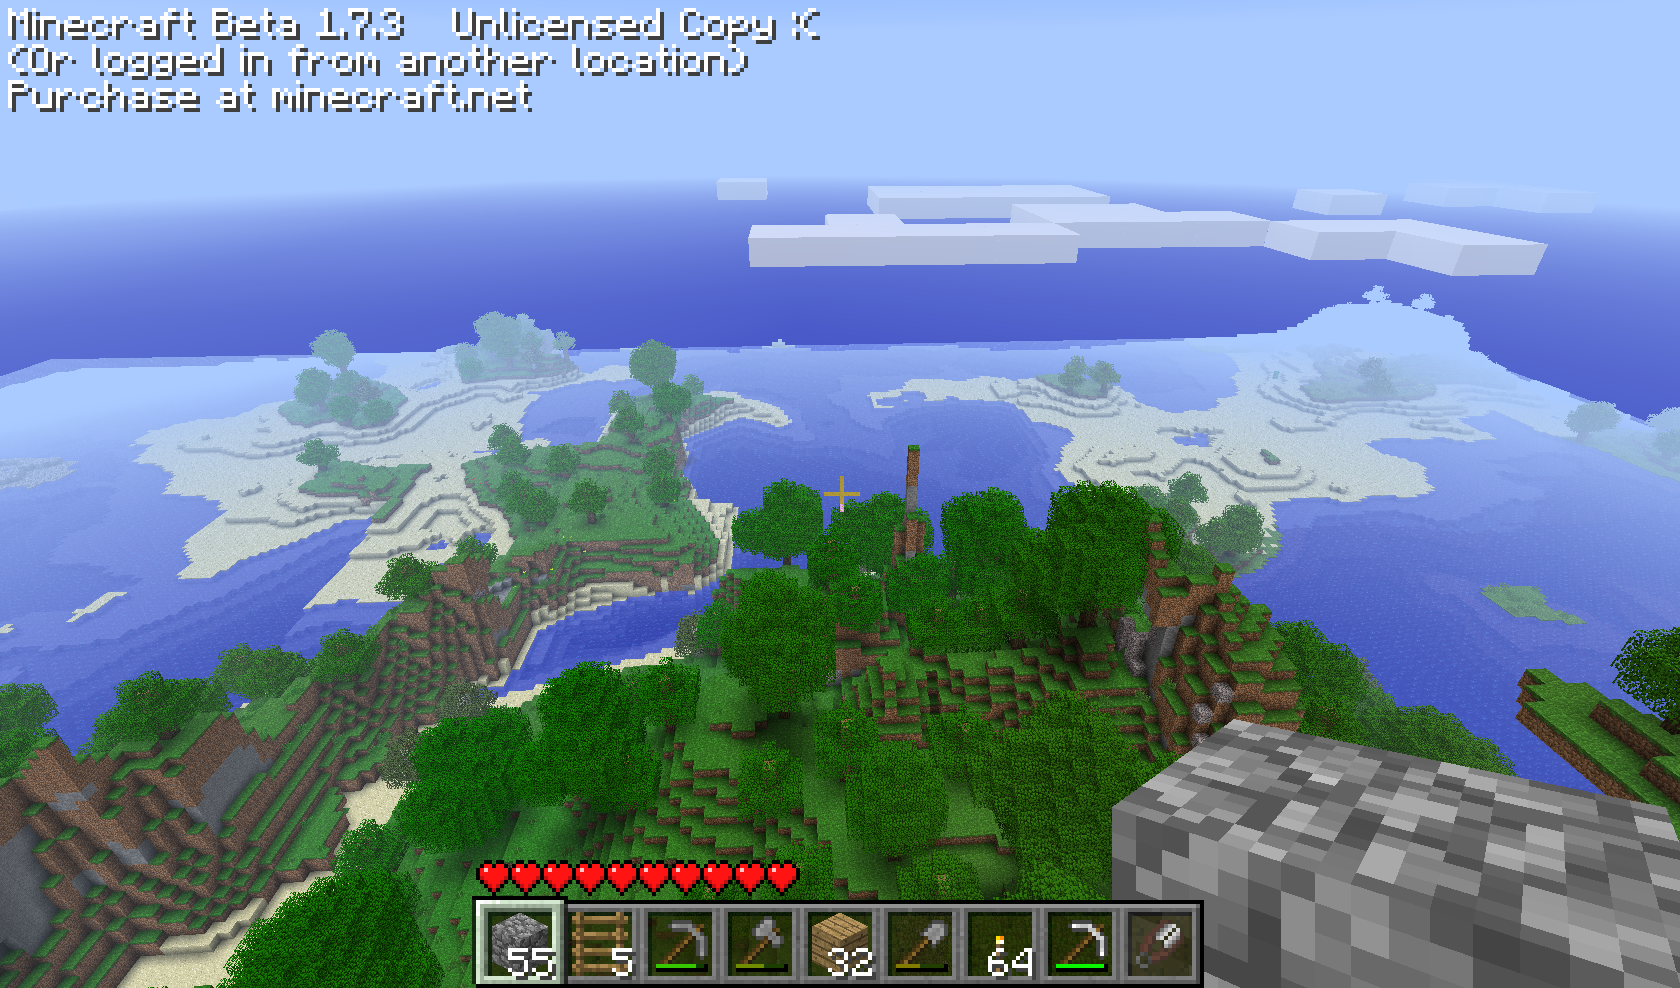 Minecraft Beta 1.7.3   Unlicensed Copy :(
(Or logged in from another location)
Purchase at minecraft.net
55 5 32 64